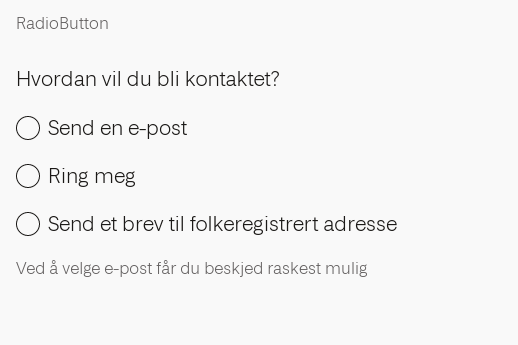 RadioButton
Hvordan vil du bli kontaktet?
Send en e-post
Ring meg
Send et brev til folkeregistrert adresse
Ved å velge e-post får du beskjed raskest mulig